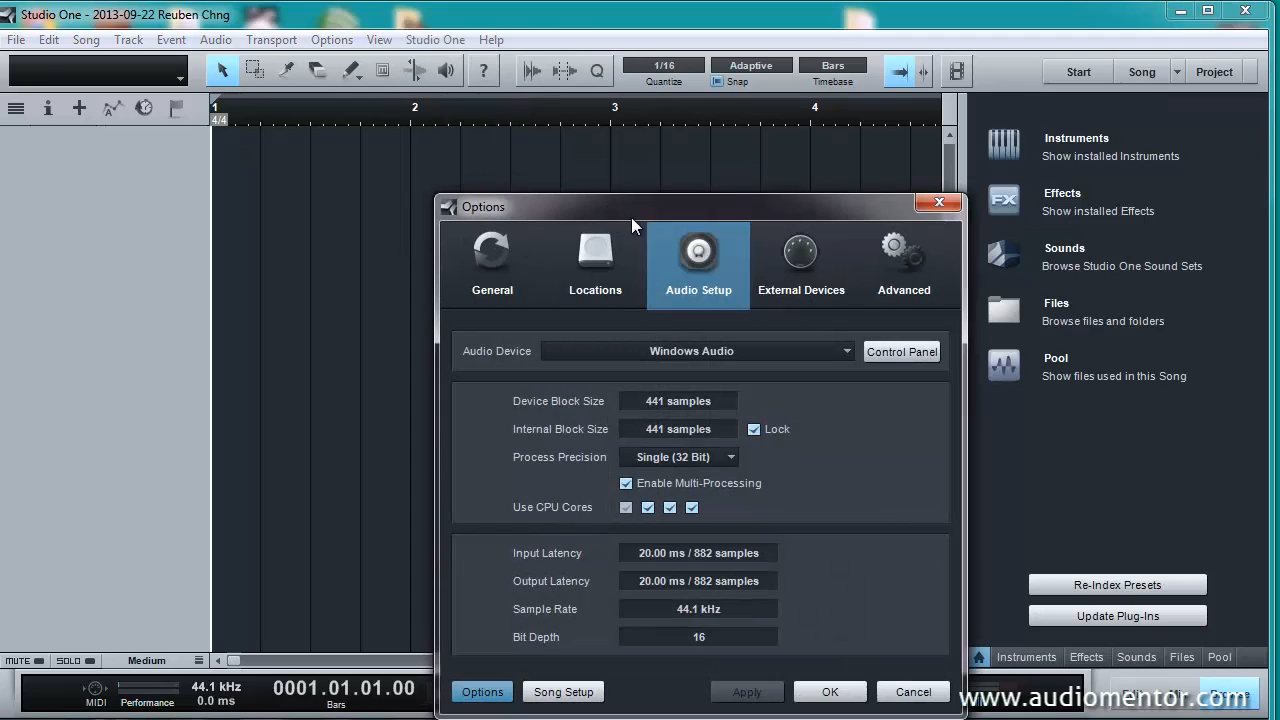 Studio One - 2013-09-22 Reuben Chng
File Edit Song Track Event Audio Transport Options View Studio One Help
1/16 Adaptive Bars
Quantize Snap Timebase
Start Song Project
1 2 3 4
4/4
Instruments
Show installed Instruments
FX
Effects
Show installed Effects
Sounds
Browse Studio One Sound Sets
Files
Browse files and folders
Pool
Show files used in this Song
Options
General Locations Audio Setup External Devices Advanced
Audio Device Windows Audio Control Panel
Device Block Size 441 samples
Internal Block Size 441 samples Lock
Process Precision Single (32 Bit)
Enable Multi-Processing
Use CPU Cores
Input Latency 20.00 ms / 882 samples
Output Latency 20.00 ms / 882 samples
Sample Rate 44.1 kHz
Bit Depth 16
Options Song Setup Apply OK Cancel
Re-Index Presets
Update Plug-Ins
MUTE SOLO Medium
Instruments Effects Sounds Files Pool
MIDI Performance
44.1 kHz
0.0 ms
0001.01.01.00
Bars
www.audiomentor.com